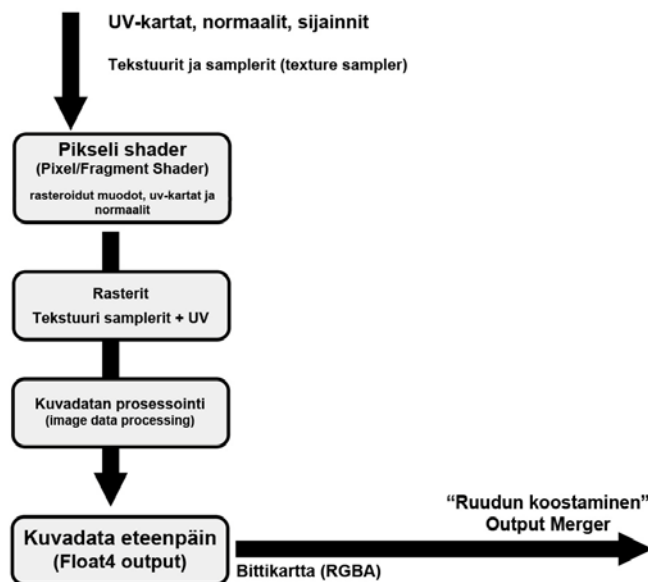 UV-kartat, normaalit, sijainnit
Tekstuurit ja samplerit (texture sampler)
Pikseli shader
(Pixel/Fragment Shader)
rasteroidut muodot, uv-kartat ja
normaalit
Rasterit
Tekstuuri samplerit + UV
Kuvadatan prosessointi
(image data processing)
Kuvadata eteenpäin
(Float4 output)
“Ruudun koostaminen”
Output Merger
Bittikartta (RGBA)